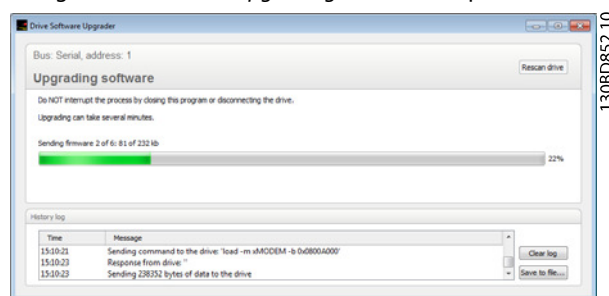 Drive Software Upgrader
Bus: Serial, address: 1
Upgrading software
Rescan drive
Do NOT interrupt the process by closing this program or disconnecting the drive.
Upgrading can take several minutes.
Sending firmware 2 of 6: 81 of 232 kb
22%
History log
Time Message
15:10:21 Sending command to the drive: 'load -m xMODEM -b 0x0800A000'
15:10:23 Response from drive: ''
15:10:23 Sending 238352 bytes of data to the drive
Clear log
Save to file...
130BD852.10